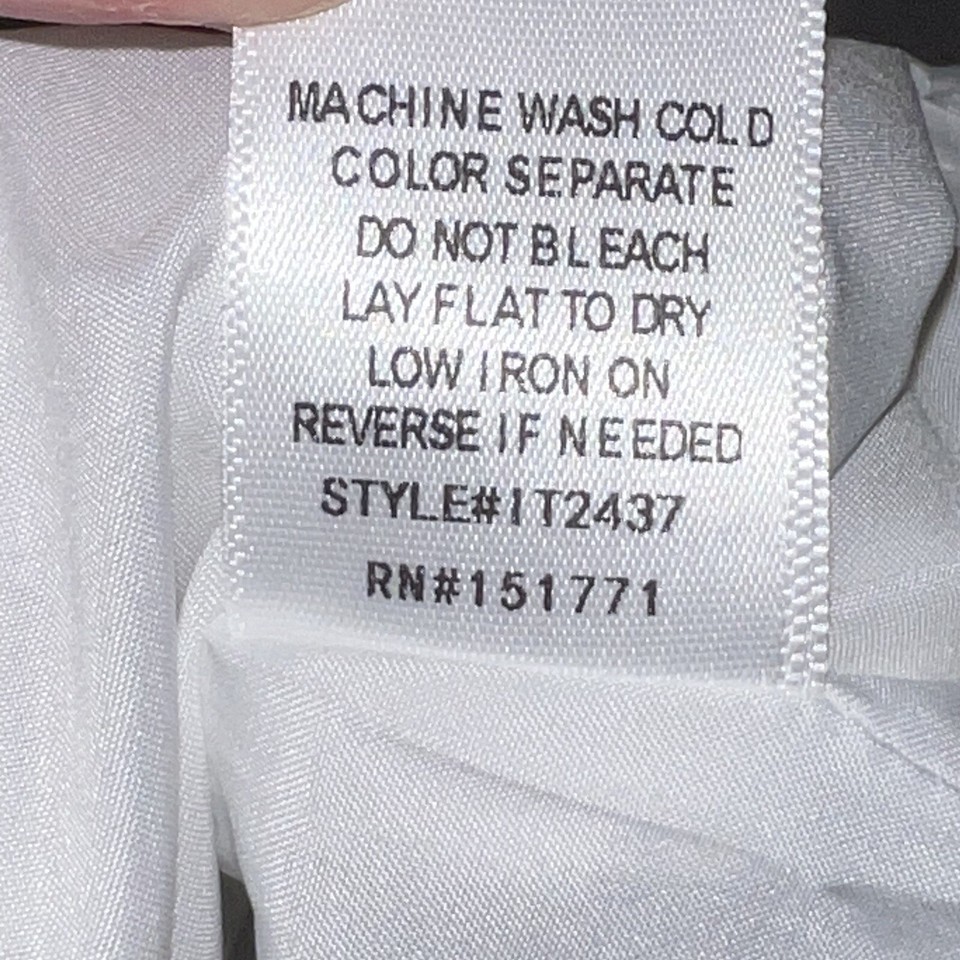 MACHINE WASH COLD
COLOR SEPARATE
DO NOT BLEACH
LAY FLAT TO DRY
LOW IRON ON
REVERSE IF NEEDED
STYLE#IT2437
RN#151771